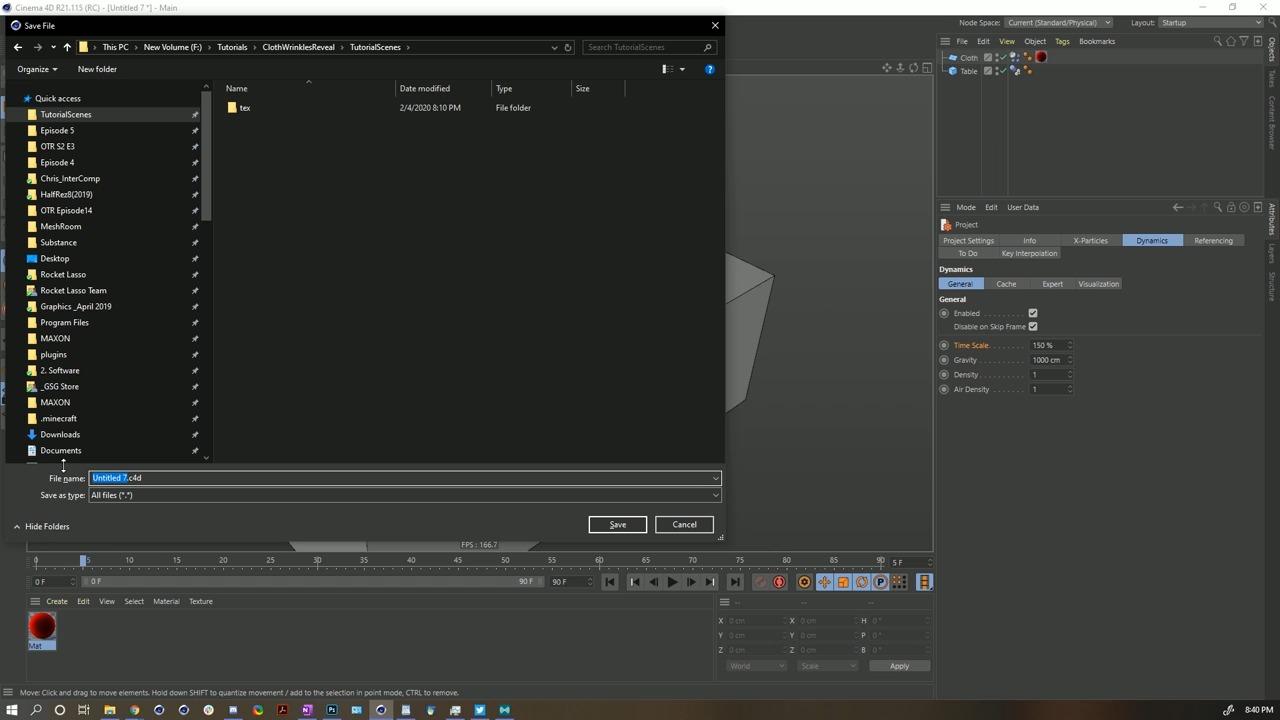 Cinema 4D R21.115 (RC) - [Untitled 7 *] - Main
Save File
Node Space: Current (Standard/Physical) Layout: Startup
This PC New Volume (F:) Tutorials ClothWrinklesReveal TutorialScenes Search TutorialScenes
File Edit View Object Tags Bookmarks
Organize New folder
Cloth
Table
Name Date modified Type Size
Quick access
tex 2/4/2020 8:10 PM File folder
TutorialScenes
Episode 5
OTR S2 E3
Episode 4
Chris_InterComp
HalfRez8(2019)
OTR Episode14
MeshRoom
Substance
Desktop
Rocket Lasso
Rocket Lasso Team
Graphics_April 2019
Program Files
MAXON
plugins
2. Software
_GSG Store
MAXON
.minecraft
Downloads
Documents
Objects
Takes
Content Browser
Attributes
Layers
Structure
Mode Edit User Data
Project
Project Settings Info X-Particles Dynamics Referencing
To Do Key Interpolation
Dynamics
General Cache Expert Visualization
General
Enabled
Disable on Skip Frame
Time Scale 150 %
Gravity 1000 cm
Density 1
Air Density 1
File name: Untitled 7.c4d
Save as type: All files (*.*)
Hide Folders Save Cancel
FPS : 166.7
0 5 10 15 20 25 30 35 40 45 50 55 60 65 70 75 80 85 90 5 F
0 F 0 F 90 F 90 F
Create Edit View Select Material Texture
Mat
-- -- --
X 0 cm X 0 cm H 0 °
Y 0 cm Y 0 cm P 0 °
Z 0 cm Z 0 cm B 0 °
World Scale Apply
Move: Click and drag to move elements. Hold down SHIFT to quantize movement / add to the selection in point mode, CTRL to remove.
8:40 PM